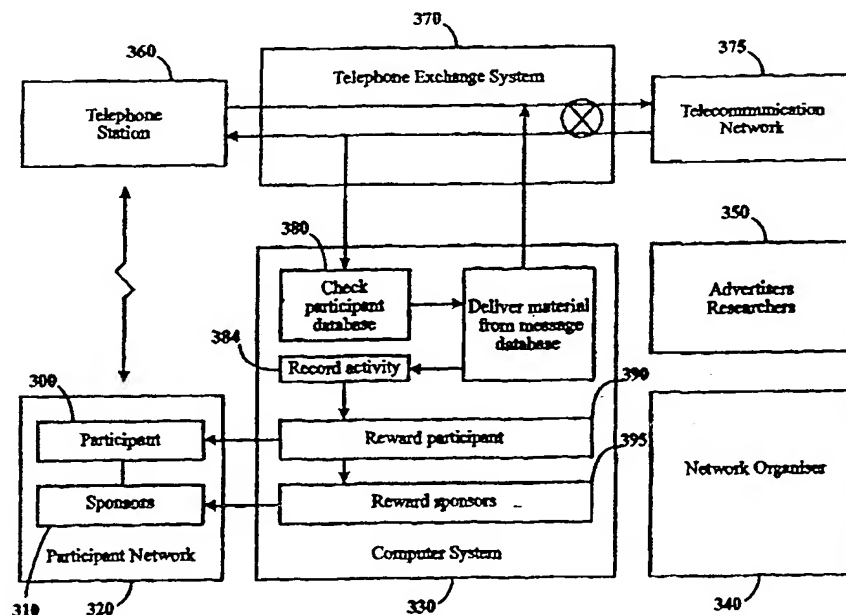 370
360
375
Telephone Exchange System
Telephone
Station
Telecommunication
Network
380
350
Check
participant
database
Deliver material
from message
database
Advertisers
Researchers
384
Record activity
300
390
Participant
Reward participant
395
Network Organiser
Sponsors
Reward sponsors
Participant Network
Computer System
310
320
330
340